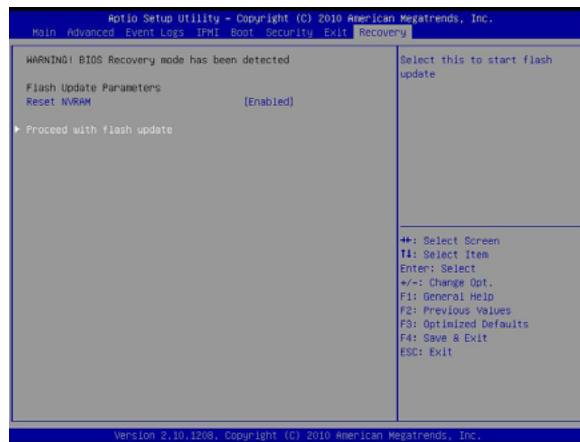 Aptio Setup Utility - Copyright (C) 2010 American Megatrends, Inc.
Main Advanced Event Logs IPMI Boot Security Exit Recovery
WARNING! BIOS Recovery mode has been detected
Select this to start flash
update
Flash Update Parameters
Reset NVRAM [Enabled]
Proceed with flash update
→←: Select Screen
↑↓: Select Item
Enter: Select
+/-: Change Opt.
F1: General Help
F2: Previous Values
F3: Optimized Defaults
F4: Save & Exit
ESC: Exit
Version 2.10.1208. Copyright (C) 2010 American Megatrends, Inc.